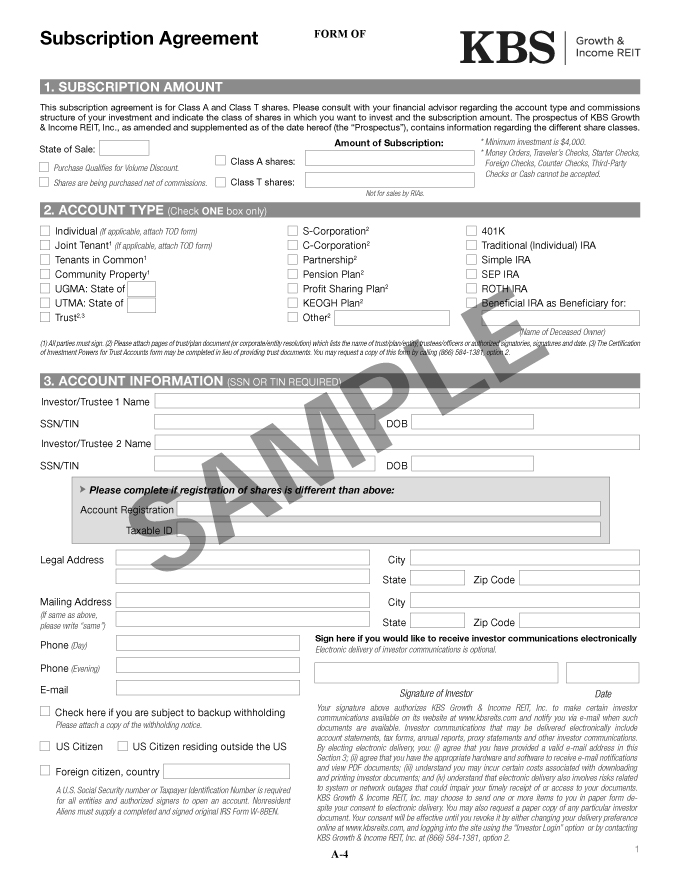 Subscription Agreement
FORM OF
KBS
Growth &
Income REIT
1. SUBSCRIPTION AMOUNT
This subscription agreement is for Class A and Class T shares. Please consult with your financial advisor regarding the account type and commissions
structure of your investment and indicate the class of shares in which you want to invest and the subscription amount. The prospectus of KBS Growth
& Income REIT, Inc., as amended and supplemented as of the date hereof (the “Prospectus”), contains information regarding the different share classes.
State of Sale:
Purchase Qualifies for Volume Discount.
Shares are being purchased net of commissions.
Amount of Subscription:
Class A shares:
Class T shares:
Not for sales by RIAs.
* Minimum investment is $4,000.
* Money Orders, Traveler's Checks, Starter Checks,
Foreign Checks, Counter Checks, Third-Party
Checks or Cash cannot be accepted.
2. ACCOUNT TYPE (Check ONE box only)
Individual (If applicable, attach TOD form)
Joint Tenant¹ (If applicable, attach TOD form)
Tenants in Common¹
Community Property¹
UGMA: State of
UTMA: State of
Trust²,³
S-Corporation²
C-Corporation²
Partnership²
Pension Plan²
Profit Sharing Plan²
KEOGH Plan²
Other²
401K
Traditional (Individual) IRA
Simple IRA
SEP IRA
ROTH IRA
Beneficial IRA as Beneficiary for:
(Name of Deceased Owner)
(1) All parties must sign. (2) Please attach pages of trust/plan document (or corporate/entity resolution) which lists the name of trust/plan/entity, trustees/officers or authorized signatories, signatures and date. (3) The Certification
of Investment Powers for Trust Accounts form may be completed in lieu of providing trust documents. You may request a copy of this form by calling (866) 584-1381, option 2.
3. ACCOUNT INFORMATION (SSN OR TIN REQUIRED)
Investor/Trustee 1 Name
SSN/TIN
DOB
Investor/Trustee 2 Name
SSN/TIN
DOB
Please complete if registration of shares is different than above:
Account Registration
Taxable ID
SAMPLE
Legal Address
City
State
Zip Code
Mailing Address
(If same as above,
please write “same”)
City
State
Zip Code
Phone (Day)
Phone (Evening)
E-mail
Check here if you are subject to backup withholding
Please attach a copy of the withholding notice.
US Citizen
US Citizen residing outside the US
Foreign citizen, country
A U.S. Social Security number or Taxpayer Identification Number is required
for all entities and authorized signers to open an account. Nonresident
Aliens must supply a completed and signed original IRS Form W-8BEN.
Sign here if you would like to receive investor communications electronically
Electronic delivery of investor communications is optional.
Signature of Investor
Date
Your signature above authorizes KBS Growth & Income REIT, Inc. to make certain investor
communications available on its website at www.kbsreits.com and notify you via e-mail when such
documents are available. Investor communications that may be delivered electronically include
account statements, tax forms, annual reports, proxy statements and other investor communications.
By electing electronic delivery, you: (i) agree that you have provided a valid e-mail address in this
Section 3; (ii) agree that you have the appropriate hardware and software to receive e-mail notifications
and view PDF documents; (iii) understand you may incur certain costs associated with downloading
and printing investor documents; and (iv) understand that electronic delivery also involves risks related
to system or network outages that could impair your timely receipt of or access to your documents.
KBS Growth & Income REIT, Inc. may choose to send one or more items to you in paper form de-
spite your consent to electronic delivery. You may also request a paper copy of any particular investor
document. Your consent will be effective until you revoke it by either changing your delivery preference
online at www.kbsreits.com, and logging into the site using the “Investor Login” option or by contacting
KBS Growth & Income REIT, Inc. at (866) 584-1381, option 2.
A-4
1